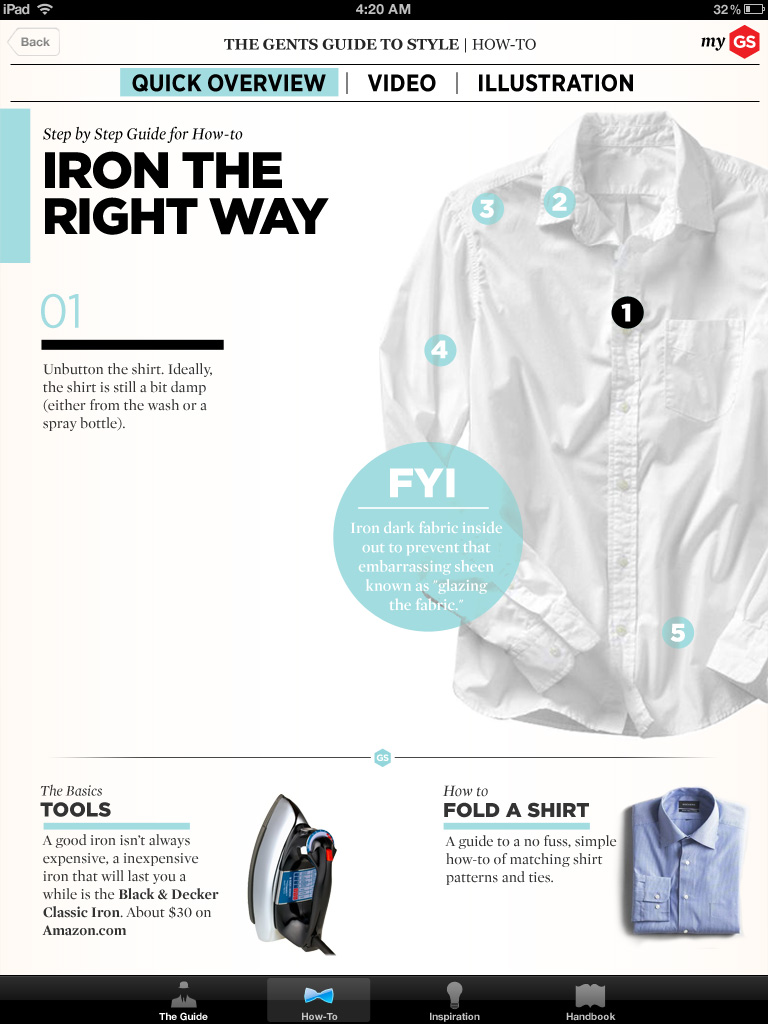 iPad 4:20 AM 32%
Back
THE GENTS GUIDE TO STYLE | HOW-TO
my GS
QUICK OVERVIEW | VIDEO | ILLUSTRATION
Step by Step Guide for How-to
IRON THE
RIGHT WAY
3
2
1
4
5
01
Unbutton the shirt. Ideally,
the shirt is still a bit damp
(either from the wash or a
spray bottle).
FYI
Iron dark fabric inside
out to prevent that
embarrassing sheen
known as "glazing
the fabric."
GS
The Basics
TOOLS
A good iron isn't always
expensive, a inexpensive
iron that will last you a
while is the Black & Decker
Classic Iron. About $30 on
Amazon.com
How to
FOLD A SHIRT
A guide to a no fuss, simple
how-to of matching shirt
patterns and ties.
The Guide
How-To
Inspiration
Handbook